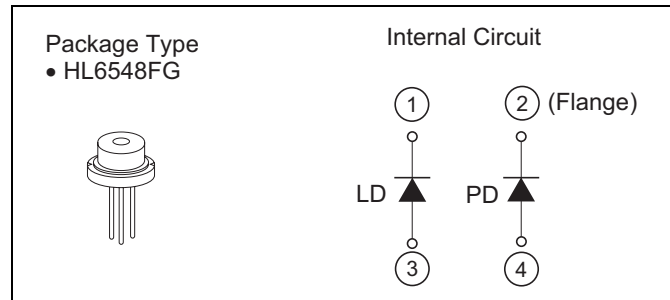 Package Type
• HL6548FG
Internal Circuit
1
2 (Flange)
LD
PD
3
4